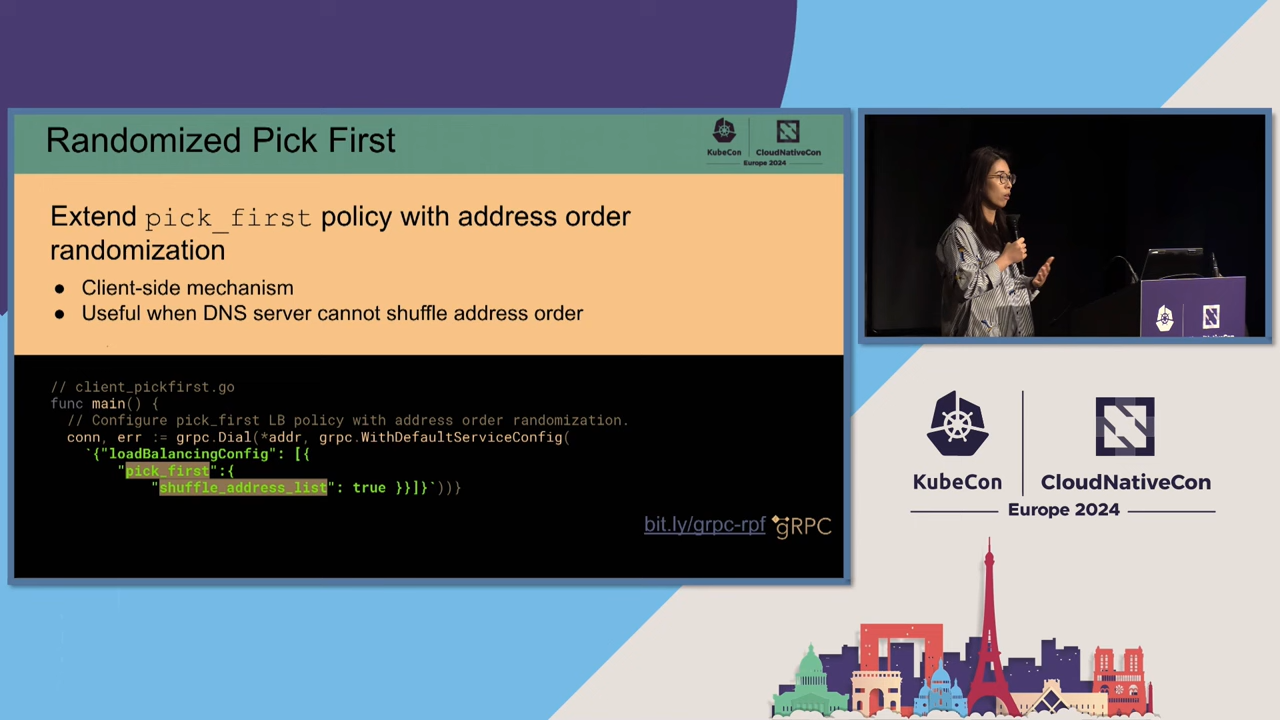 Randomized Pick First
KubeCon
CloudNativeCon
Europe 2024
Extend pick_first policy with address order
randomization
● Client-side mechanism
● Useful when DNS server cannot shuffle address order
// client_pickfirst.go
func main() {
// Configure pick_first LB policy with address order randomization.
conn, err := grpc.Dial(*addr, grpc.WithDefaultServiceConfig(
`{"loadBalancingConfig": [{
"pick_first":{
"shuffle_address_list": true }}]}`))}
bit.ly/grpc-rpf
gRPC
KubeCon
CloudNativeCon
Europe 2024